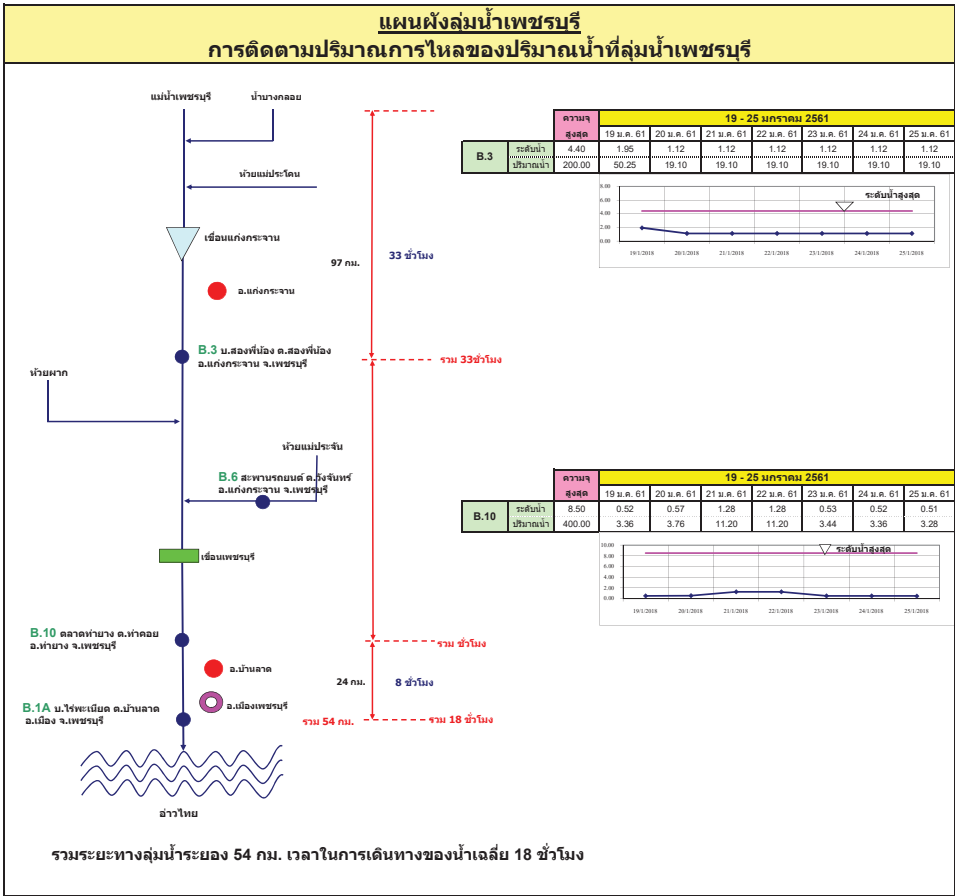 แผนผังลุ่มน้ำเพชรบุรี
การติดตามปริมาณการไหลของปริมาณน้ำที่ลุ่มน้ำเพชรบุรี
แม่น้ำเพชรบุรี
น้ำบางกลอย
ห้วยแม่ประโดน
เขื่อนแก่งกระจาน
97 กม.
33 ชั่วโมง
อ.แก่งกระจาน
B.3 บ.สองพี่น้อง ต.สองพี่น้อง
อ.แก่งกระจาน จ.เพชรบุรี
รวม 33ชั่วโมง
ห้วยผาก
ห้วยแม่ประจัน
B.6 สะพานรถยนต์ ต.วังจันทร์
อ.แก่งกระจาน จ.เพชรบุรี
เขื่อนเพชรบุรี
B.10 ตลาดท่ายาง ต.ท่าคอย
อ.ท่ายาง จ.เพชรบุรี
รวม ชั่วโมง
อ.บ้านลาด
24 กม.
8 ชั่วโมง
อ.เมืองเพชรบุรี
B.1A บ.ไร่พะเนียด ต.บ้านลาด
อ.เมือง จ.เพชรบุรี
รวม 54 กม.
รวม 18 ชั่วโมง
อ่าวไทย
ความจุ
สูงสุด
19 - 25 มกราคม 2561
19 ม.ค. 61 20 ม.ค. 61 21 ม.ค. 61 22 ม.ค. 61 23 ม.ค. 61 24 ม.ค. 61 25 ม.ค. 61
B.3
ระดับน้ำ 4.40 1.95 1.12 1.12 1.12 1.12 1.12 1.12
ปริมาณน้ำ 200.00 50.25 19.10 19.10 19.10 19.10 19.10 19.10
ระดับน้ำสูงสุด
8.00
6.00
4.00
2.00
0.00
19/1/2018 20/1/2018 21/1/2018 22/1/2018 23/1/2018 24/1/2018 25/1/2018
ความจุ
สูงสุด
19 - 25 มกราคม 2561
19 ม.ค. 61 20 ม.ค. 61 21 ม.ค. 61 22 ม.ค. 61 23 ม.ค. 61 24 ม.ค. 61 25 ม.ค. 61
B.10
ระดับน้ำ 8.50 0.52 0.57 1.28 1.28 0.53 0.52 0.51
ปริมาณน้ำ 400.00 3.36 3.76 11.20 11.20 3.44 3.36 3.28
ระดับน้ำสูงสุด
10.00
8.00
6.00
4.00
2.00
0.00
19/1/2018 20/1/2018 21/1/2018 22/1/2018 23/1/2018 24/1/2018 25/1/2018
รวมระยะทางลุ่มน้ำระยอง 54 กม. เวลาในการเดินทางของน้ำเฉลี่ย 18 ชั่วโมง